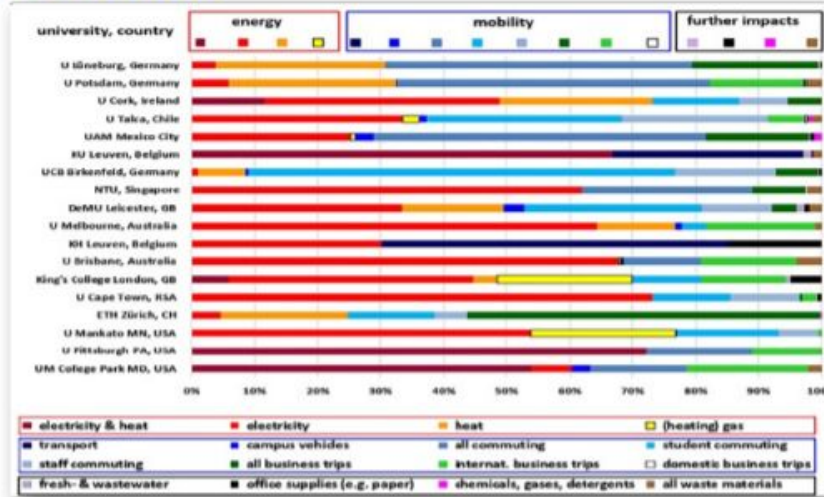 university, country energy mobility further impacts
U Lüneburg, Germany
U Potsdam, Germany
U Cork, Ireland
U Talca, Chile
UAM Mexico City
KU Leuven, Belgium
UCB Birkenfeld, Germany
NTU, Singapore
DeMU Leicester, GB
U Melbourne, Australia
KH Leuven, Belgium
U Brisbane, Australia
King's College London, GB
U Cape Town, RSA
ETH Zürich, CH
U Mankato MN, USA
U Pittsburgh PA, USA
UM College Park MD, USA
0% 10% 20% 30% 40% 50% 60% 70% 80% 90% 100
electricity & heat electricity heat (heating) gas
transport campus vehicles all commuting student commuting
staff commuting all business trips internat. business trips domestic business trips
fresh- & wastewater office supplies (e.g. paper) chemicals, gases, detergents all waste materials